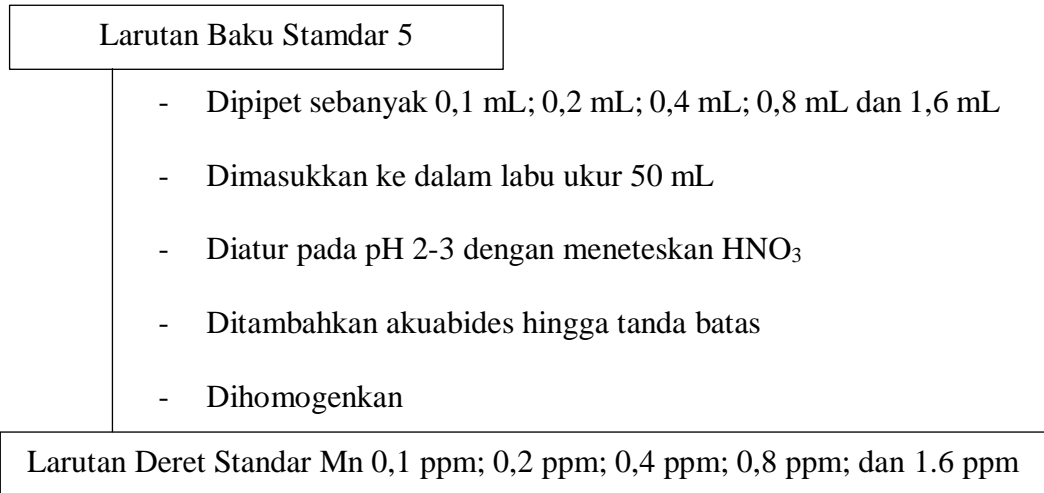 Larutan Baku Stamdar 5
- Dipipet sebanyak 0,1 mL; 0,2 mL; 0,4 mL; 0,8 mL dan 1,6 mL
- Dimasukkan ke dalam labu ukur 50 mL
- Diatur pada pH 2-3 dengan meneteskan HNO₃
- Ditambahkan akuabides hingga tanda batas
- Dihomogenkan
Larutan Deret Standar Mn 0,1 ppm; 0,2 ppm; 0,4 ppm; 0,8 ppm; dan 1.6 ppm